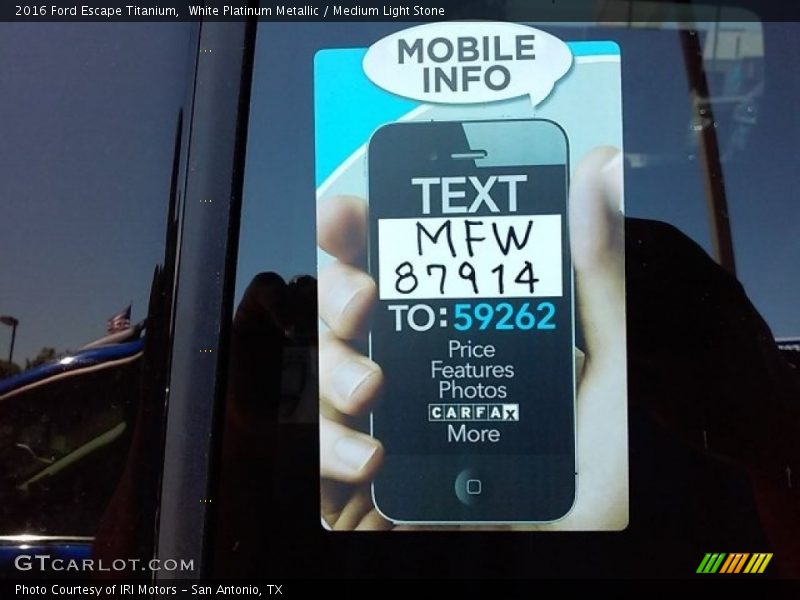 2016 Ford Escape Titanium,  White Platinum Metallic / Medium Light Stone
MOBILE
INFO
TEXT
MFW
87914
TO: 59262
Price
Features
Photos
CARFAX
More
GTCARLOT.COM
Photo Courtesy of IRI Motors - San Antonio, TX